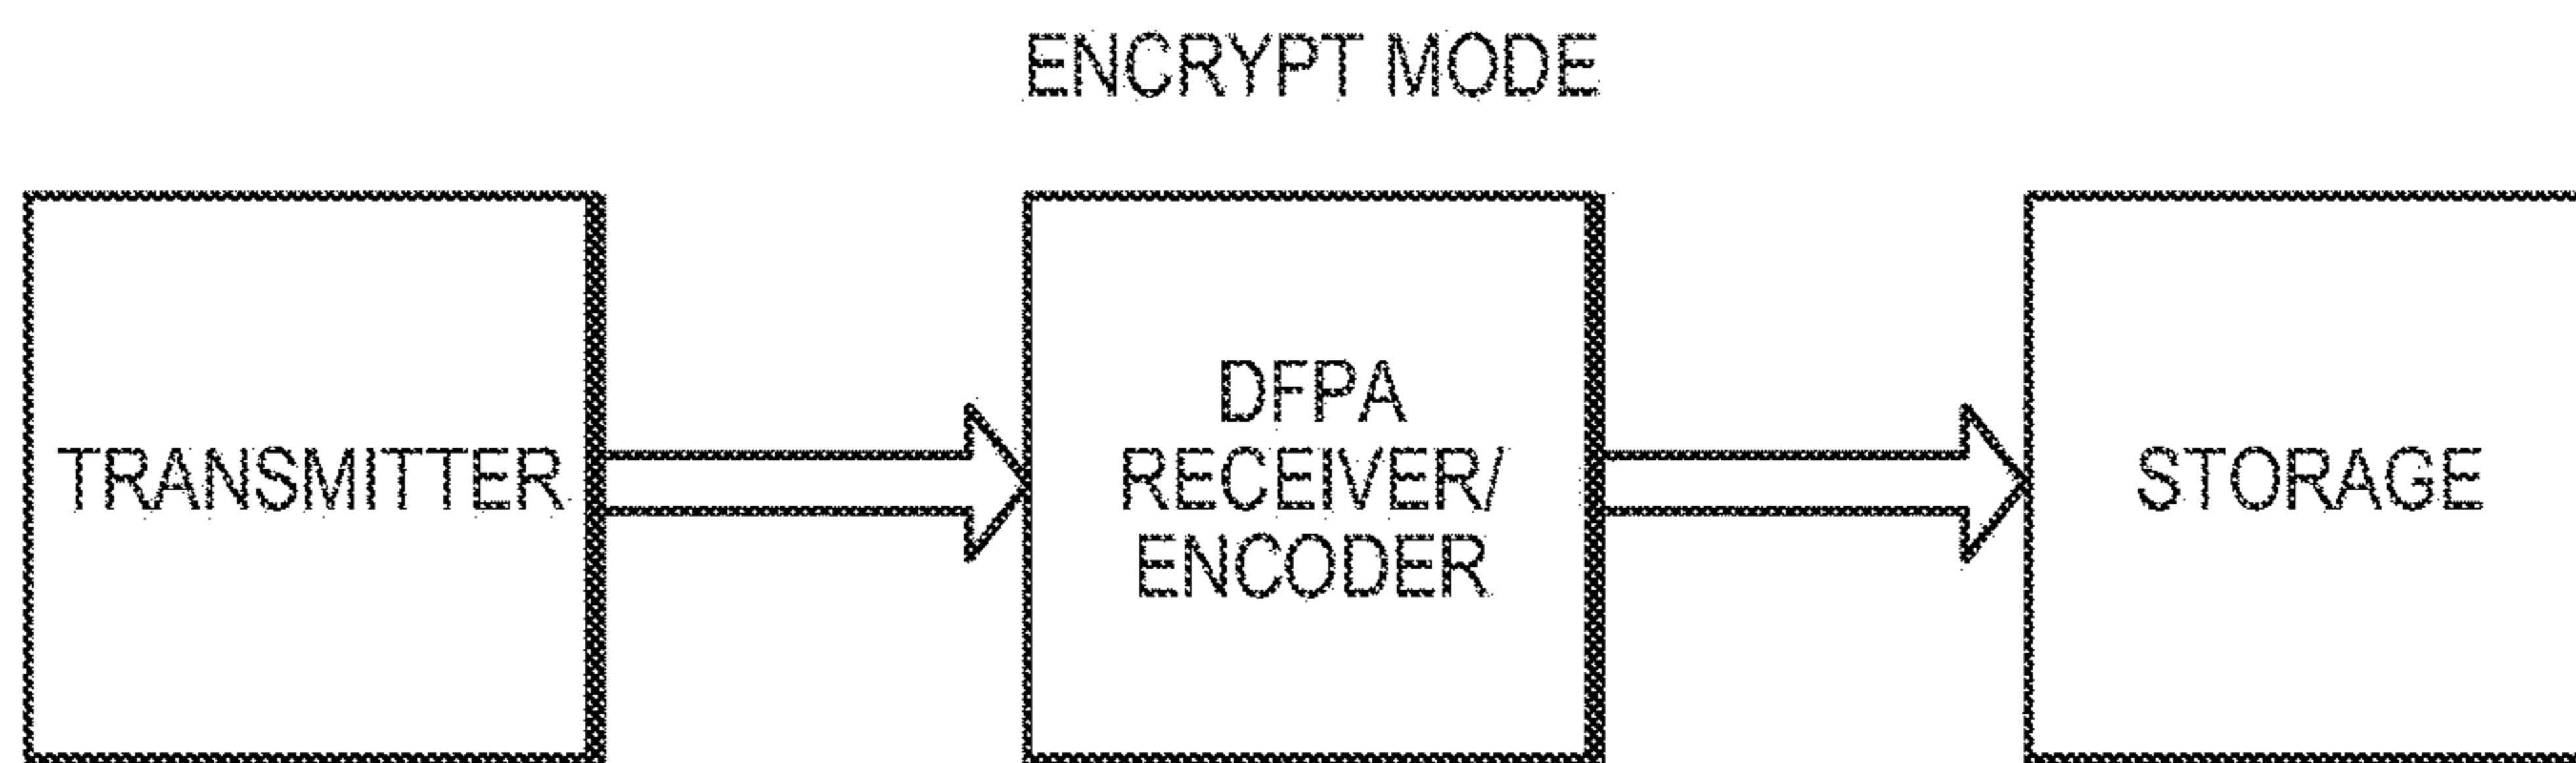 ENCRYPT MODE
TRANSMITTER
DFPA
RECEIVER/
ENCODER
STORAGE